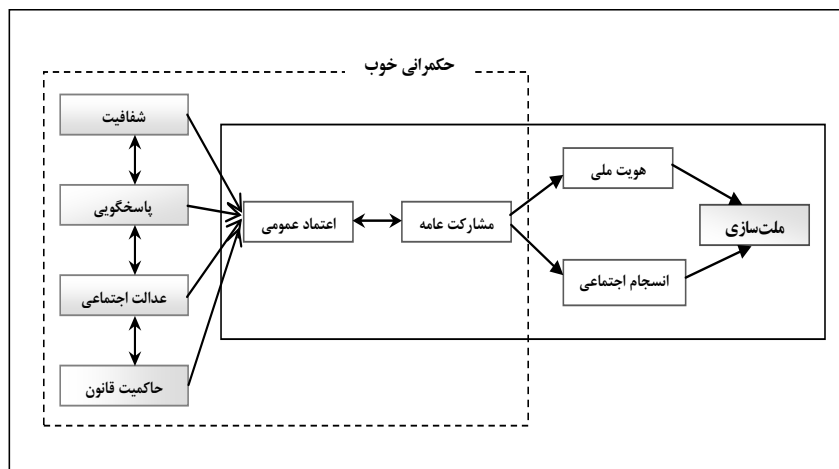 حکمرانی خوب
شفافیت
پاسخگویی
عدالت اجتماعی
حاکمیت قانون
اعتماد عمومی
مشارکت عامه
هویت ملی
انسجام اجتماعی
ملت‌سازی